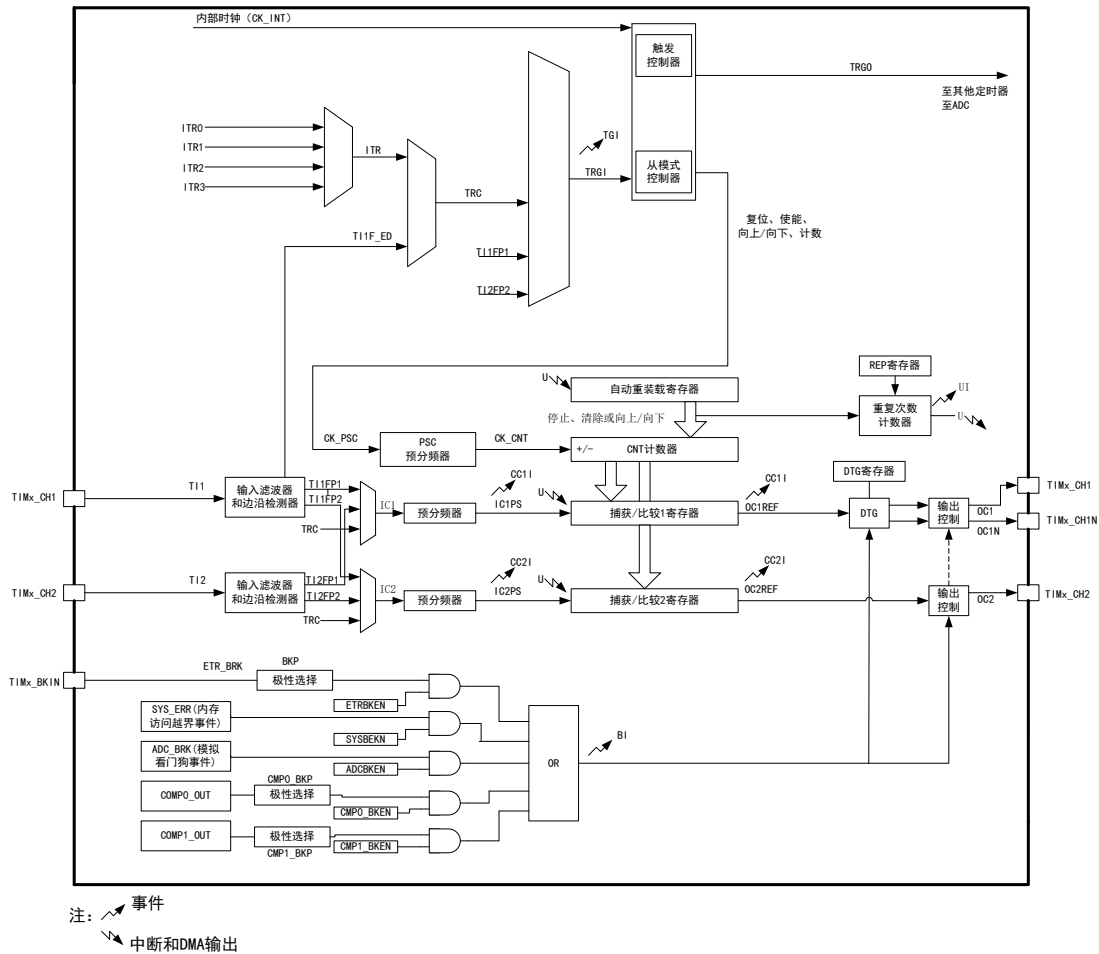 内部时钟（CK_INT）
触发
控制器
TRGO
至其他定时器
至ADC
ITR0
ITR1
ITR2
ITR3
ITR
TGI
TRGI
从模式
控制器
TRC
复位、使能、
向上/向下、计数
TI1F_ED
TI1FP1
TI2FP2
REP寄存器
U
自动重装载寄存器
UI
停止、清除或向上/向下
重复次数
计数器
U
CK_PSC
PSC
预分频器
CK_CNT
+/-
CNT计数器
DTG寄存器
TIMx_CH1
TI1
输入滤波器
和边沿检测器
TI1FP1
TI1FP2
TRC
IC1
预分频器
CC1I
IC1PS
U
捕获/比较1寄存器
CC1I
OC1REF
DTG
输出
控制
OC1
OC1N
TIMx_CH1
TIMx_CH1N
TIMx_CH2
TI2
输入滤波器
和边沿检测器
TI2FP1
TI2FP2
TRC
IC2
预分频器
CC2I
IC2PS
U
捕获/比较2寄存器
CC2I
OC2REF
输出
控制
OC2
TIMx_CH2
TIMx_BKIN
ETR_BRK
BKP
极性选择
ETRBKEN
SYS_ERR(内存
访问越界事件)
SYSBEKN
ADC_BRK(模拟
看门狗事件)
ADCBKEN
OR
BI
COMP0_OUT
CMP0_BKP
极性选择
CMP0_BKEN
COMP1_OUT
极性选择
CMP1_BKP
CMP1_BKEN
注：
事件
中断和DMA输出